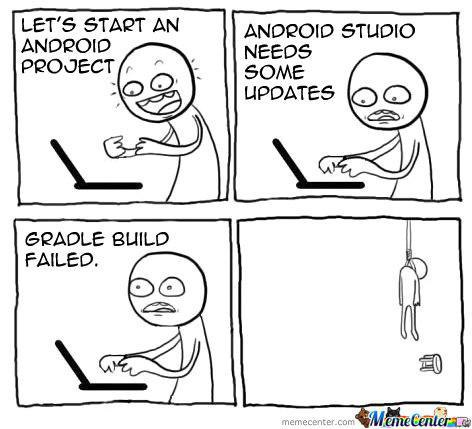 LET'S START AN
ANDROID
PROJECT
ANDROID STUDIO
NEEDS
SOME
UPDATES
GRADLE BUILD
FAILED.
memecenter.com MemeCenter